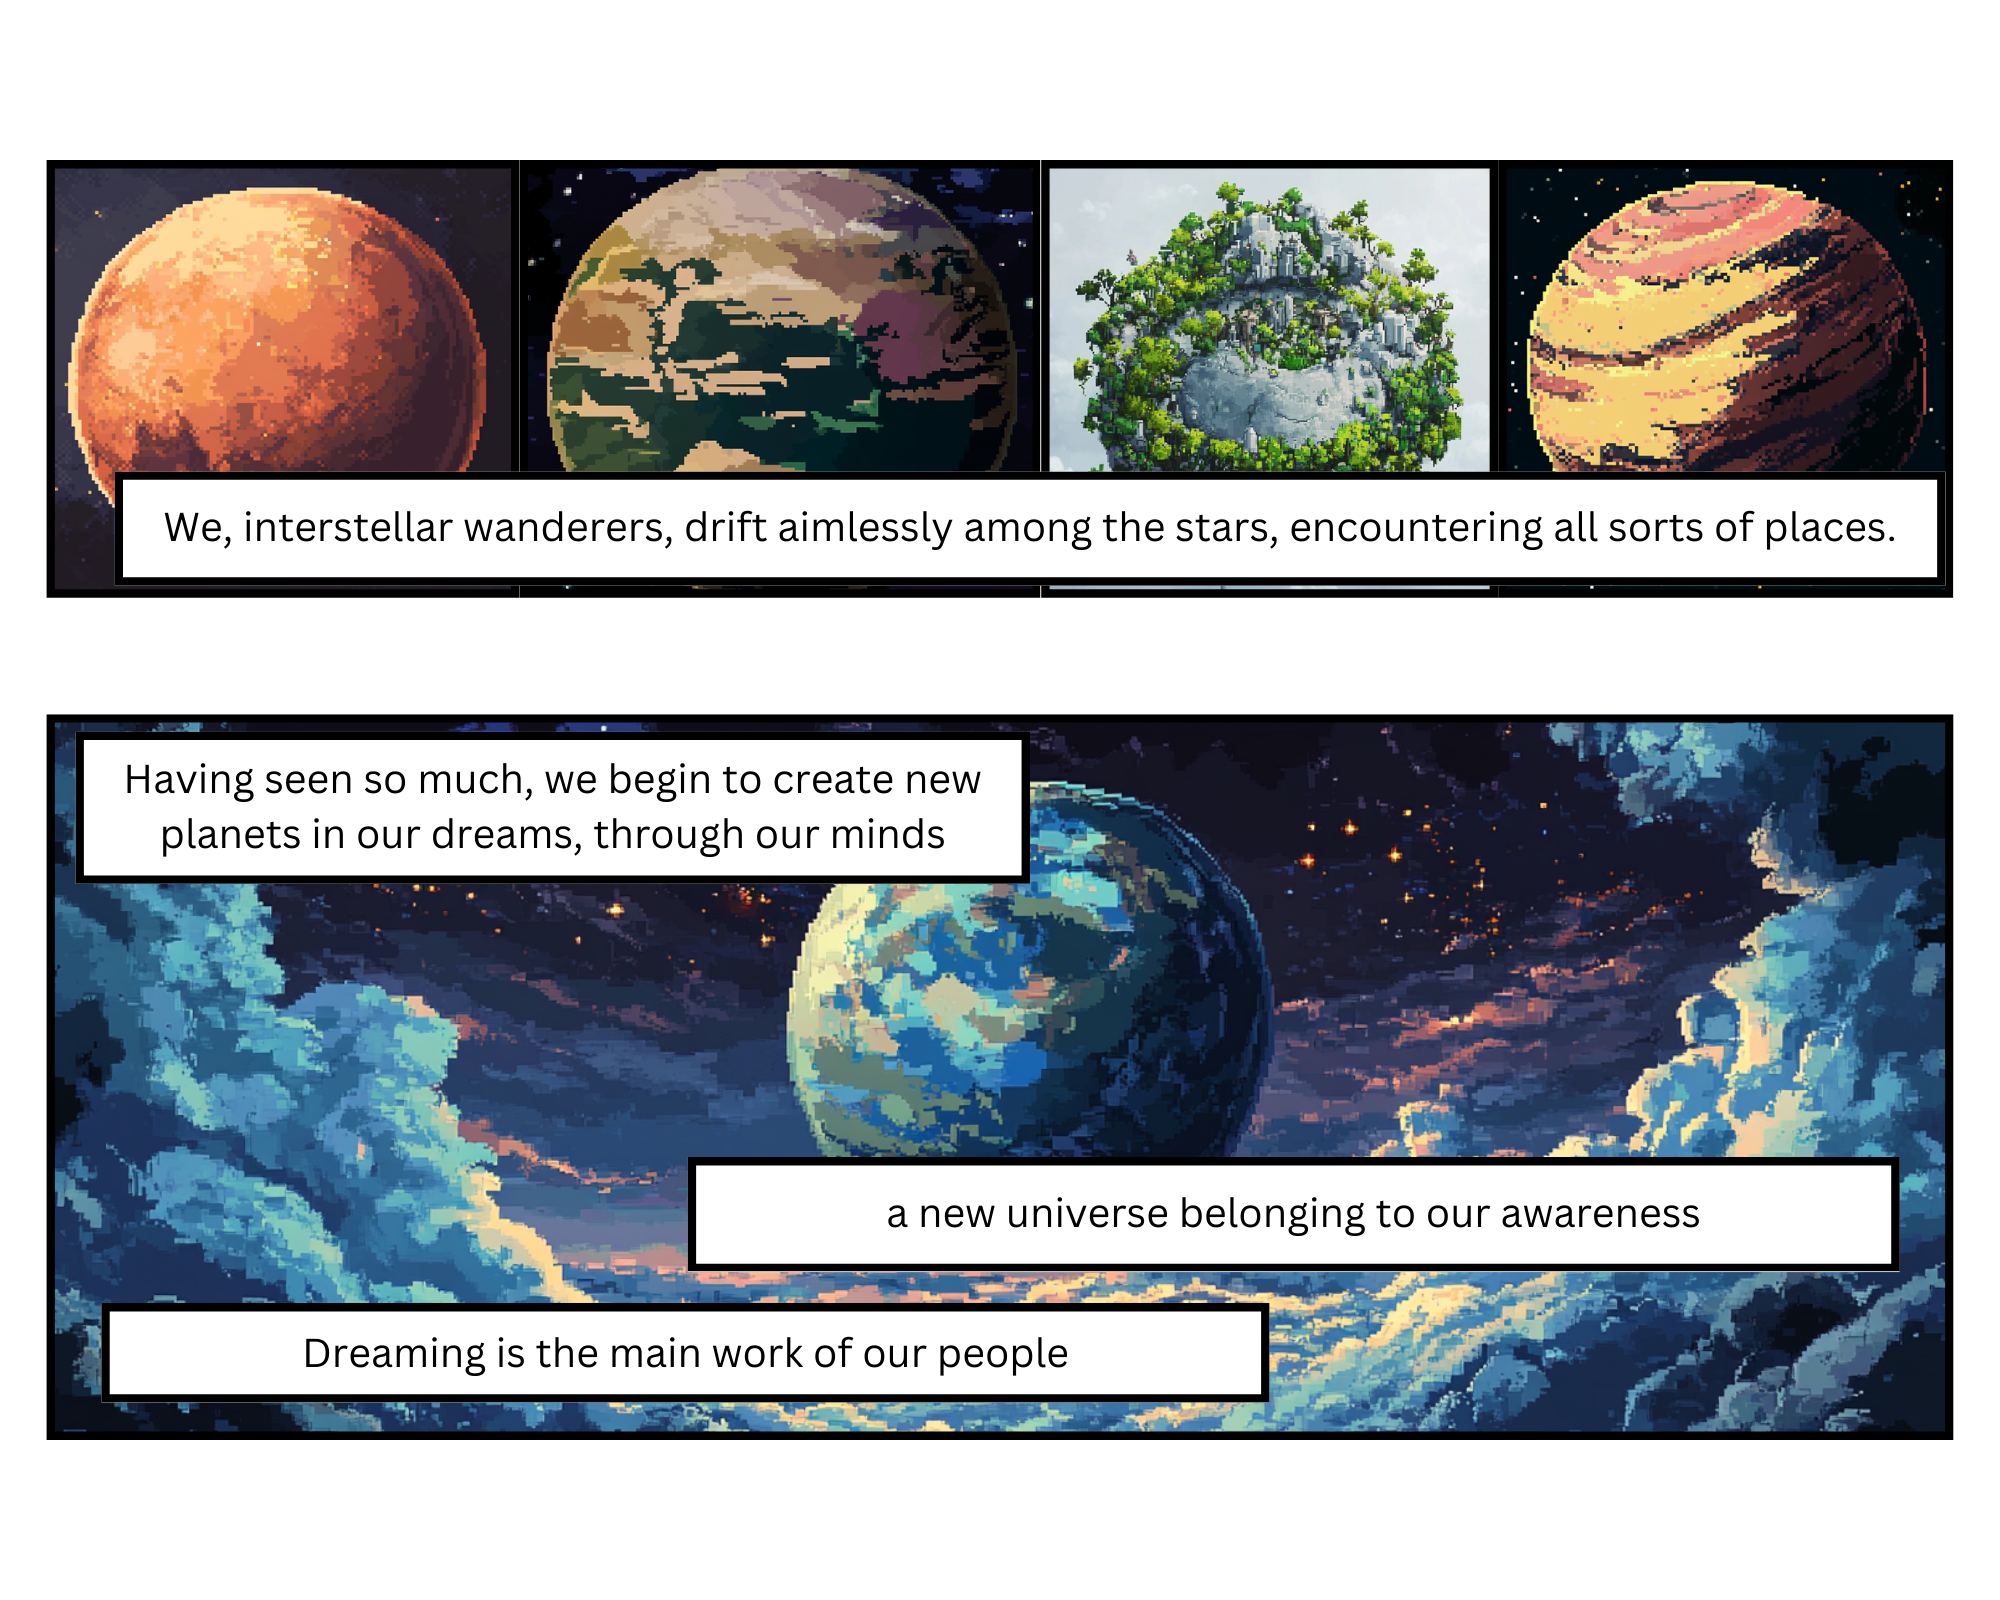 We, interstellar wanderers, drift aimlessly among the stars, encountering all sorts of places.
Having seen so much, we begin to create new
planets in our dreams, through our minds
a new universe belonging to our awareness
Dreaming is the main work of our people